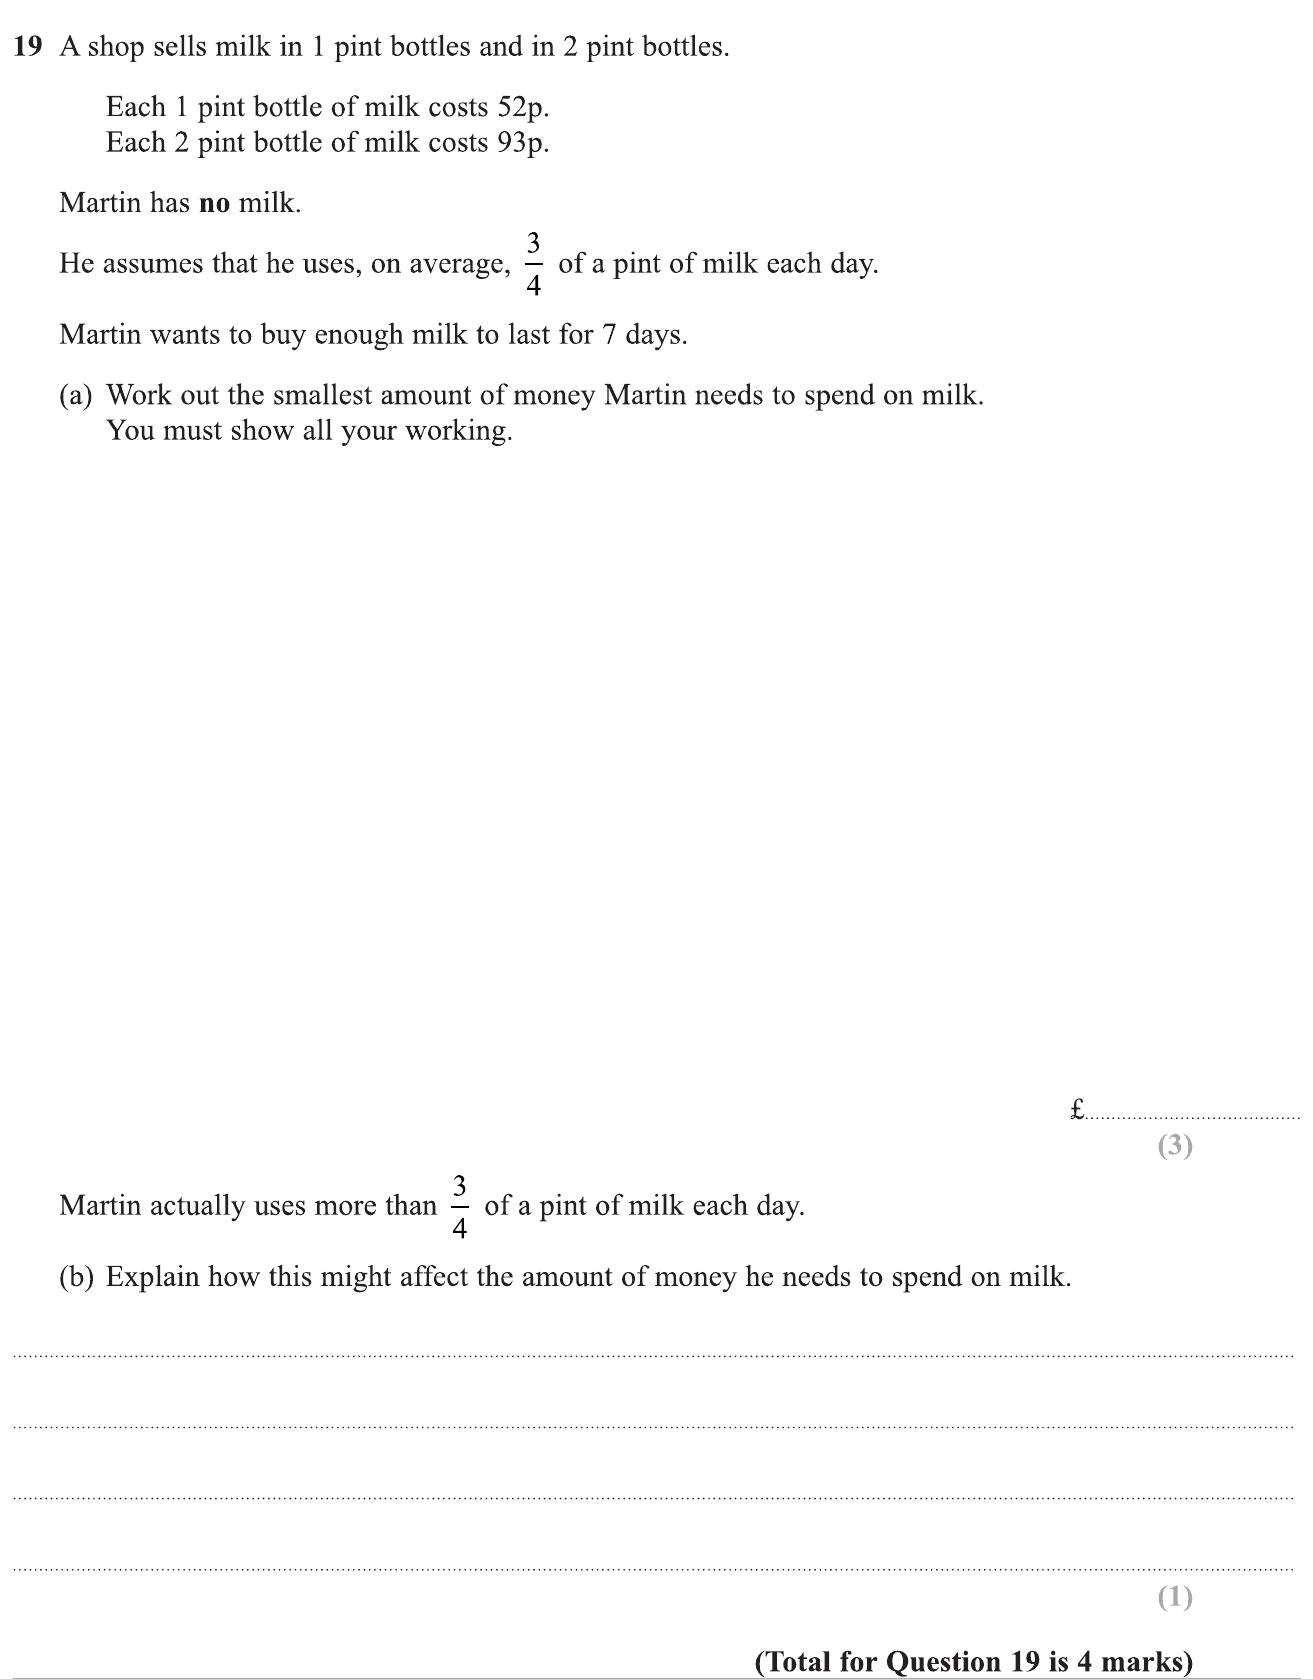 19 A shop sells milk in 1 pint bottles and in 2 pint bottles.
Each 1 pint bottle of milk costs 52p.
Each 2 pint bottle of milk costs 93p.
Martin has no milk.
He assumes that he uses, on average, 3/4 of a pint of milk each day.
Martin wants to buy enough milk to last for 7 days.
(a) Work out the smallest amount of money Martin needs to spend on milk.
You must show all your working.
£
(3)
Martin actually uses more than 3/4 of a pint of milk each day.
(b) Explain how this might affect the amount of money he needs to spend on milk.
(1)
(Total for Question 19 is 4 marks)